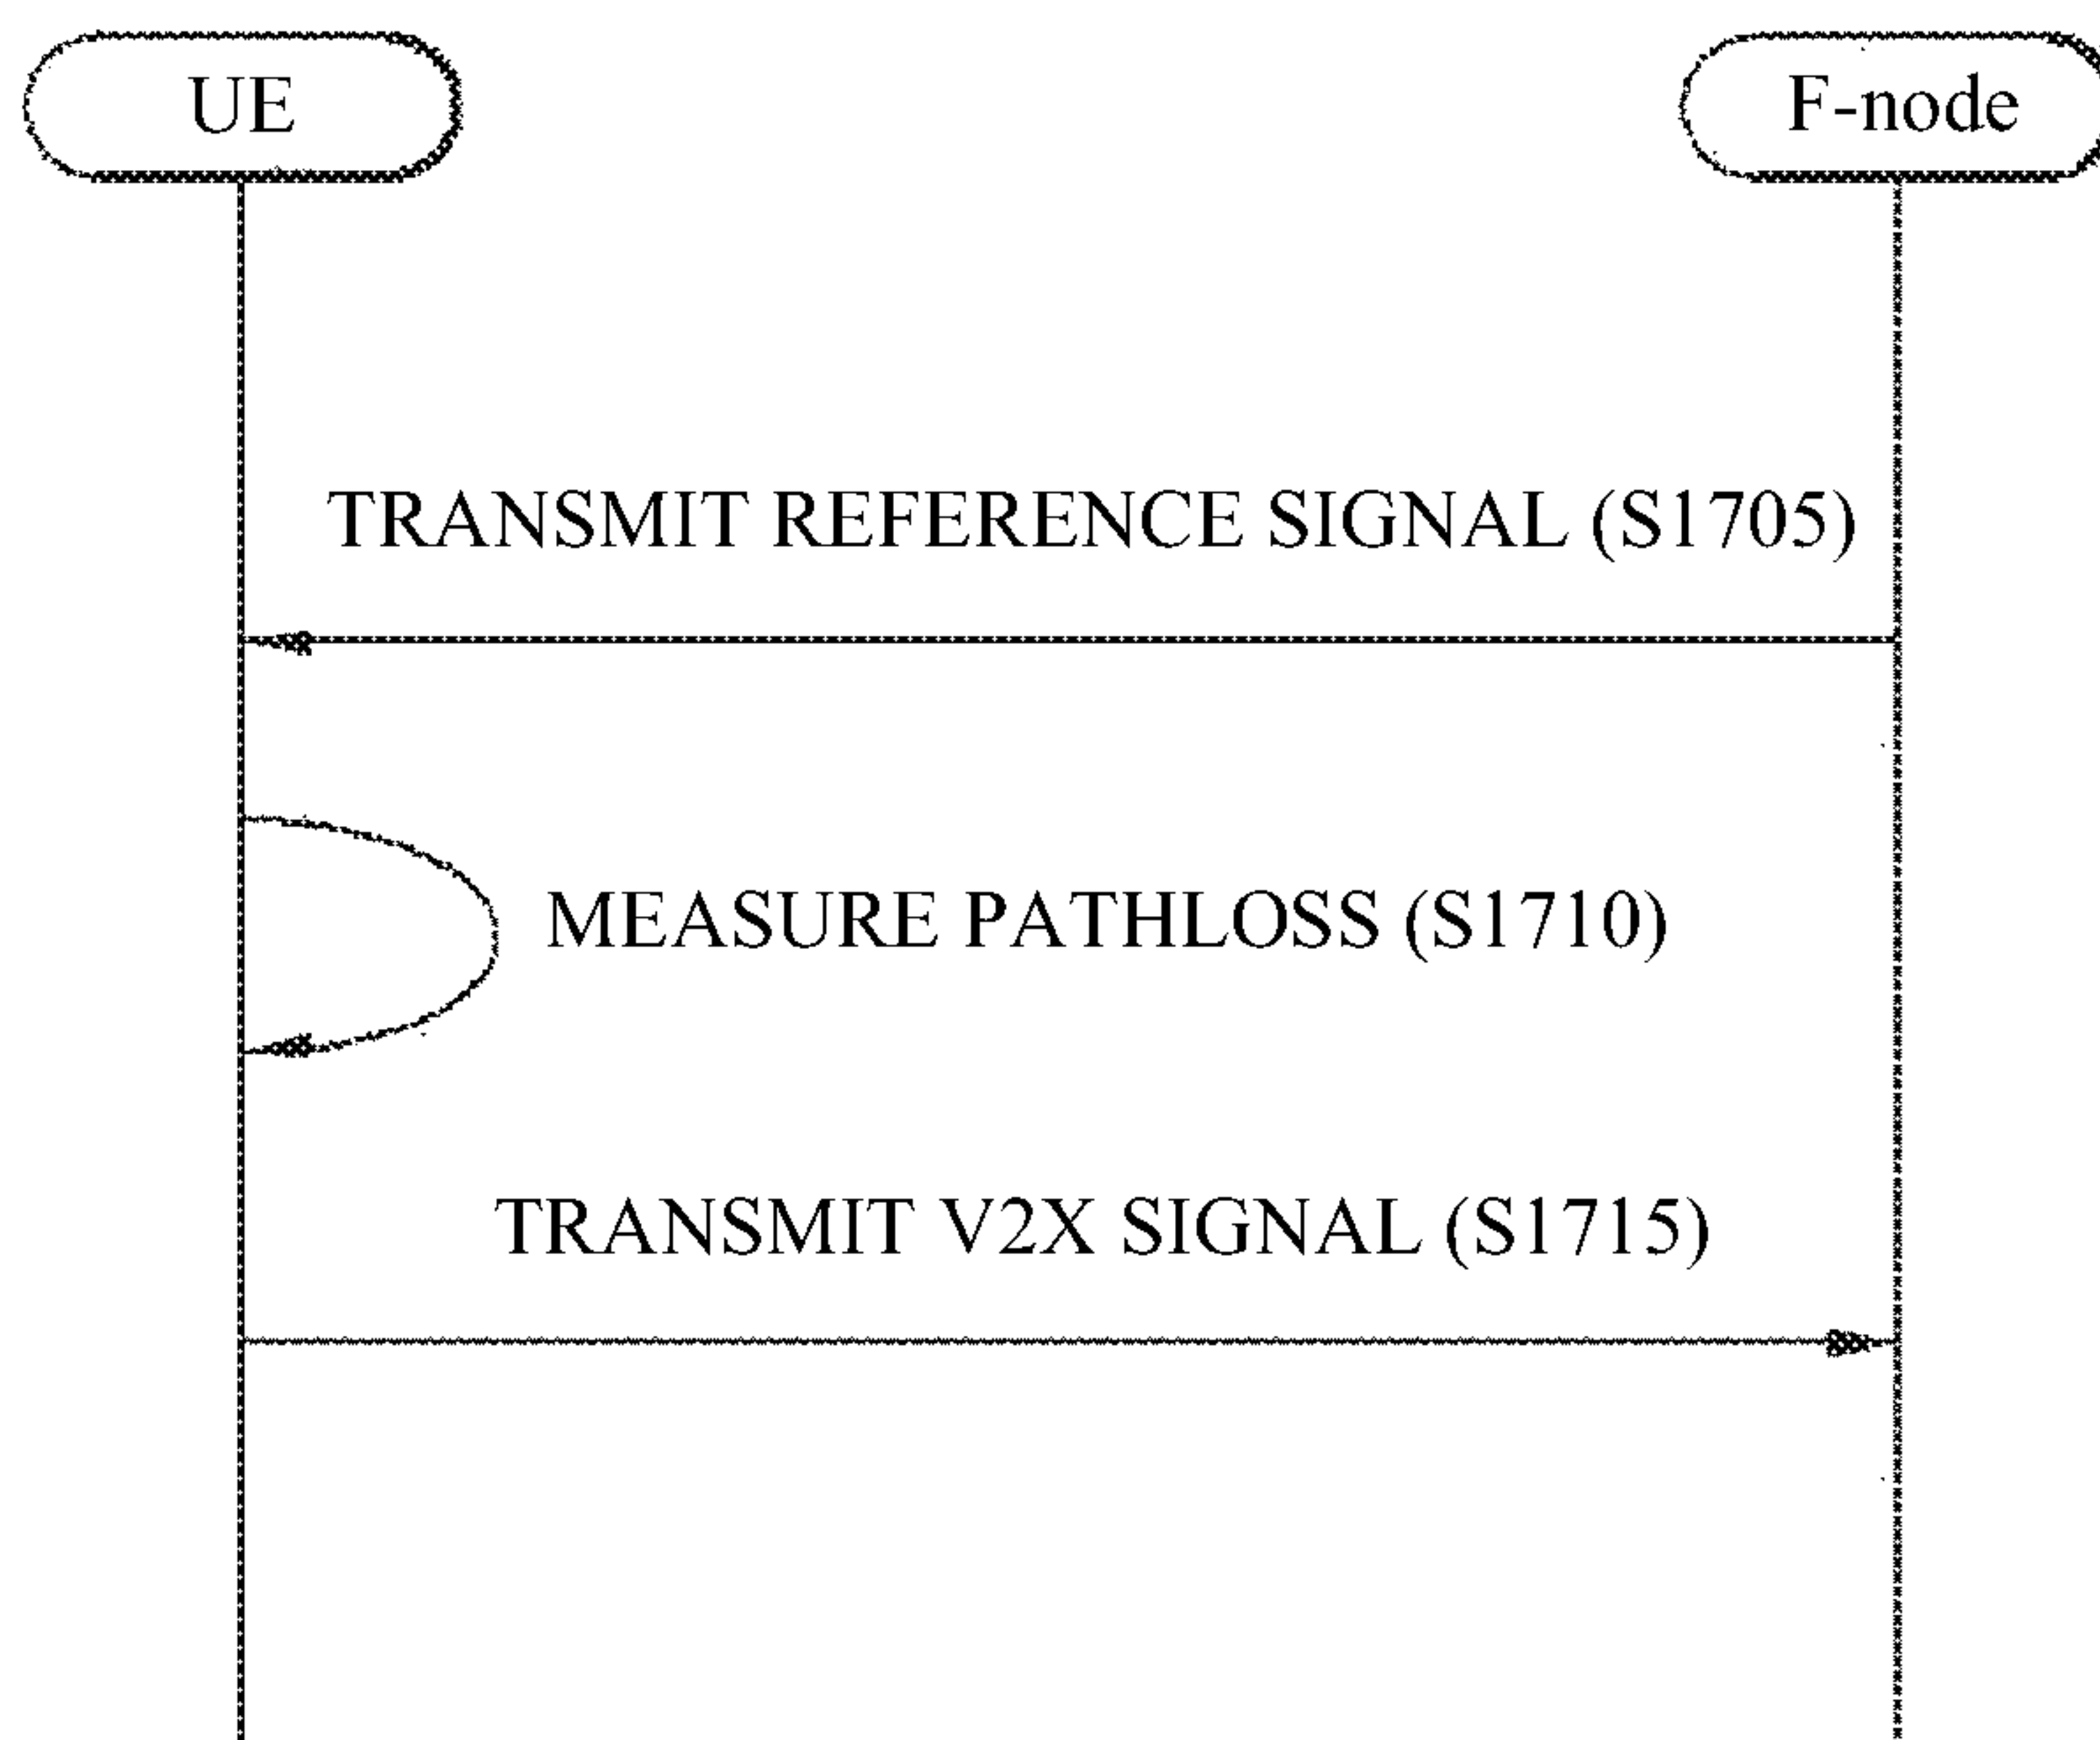 UE
F-node
TRANSMIT REFERENCE SIGNAL (S1705)
MEASURE PATHLOSS (S1710)
TRANSMIT V2X SIGNAL (S1715)